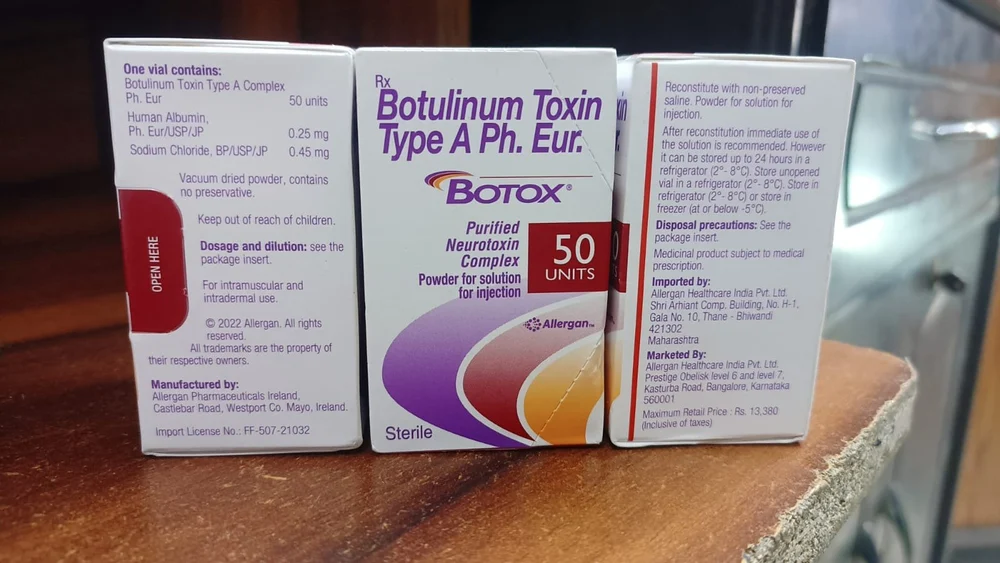 One vial contains:
Botulinum Toxin Type A Complex
Ph. Eur 50 units
Human Albumin,
Ph. Eur/USP/JP 0.25 mg
Sodium Chloride, BP/USP/JP 0.45 mg
Vacuum dried powder, contains
no preservative.
Keep out of reach of children.
Dosage and dilution: see the
package insert.
For intramuscular and
intradermal use.
© 2022 Allergan. All rights
reserved.
All trademarks are the property of
their respective owners.
Manufactured by:
Allergan Pharmaceuticals Ireland,
Castlebar Road, Westport Co. Mayo, Ireland.
Import License No.: FF-507-21032
OPEN HERE
Rx
Botulinum Toxin
Type A Ph. Eur.
BOTOX®
Purified
Neurotoxin
Complex
Powder for solution
for injection
50
UNITS
Allergan™
Sterile
Reconstitute with non-preserved
saline. Powder for solution for
injection.
After reconstitution immediate use of
the solution is recommended. However
it can be stored up to 24 hours in a
refrigerator (2°- 8°C). Store unopened
vial in a refrigerator (2°- 8°C). Store in
refrigerator (2°- 8°C) or store in
freezer (at or below -5°C).
Disposal precautions: See the
package insert.
Medicinal product subject to medical
prescription.
Imported by:
Allergan Healthcare India Pvt. Ltd.
Shri Arihant Comp. Building, No. H-1,
Gala No. 10, Thane - Bhiwandi
421302
Maharashtra
Marketed By:
Allergan Healthcare India Pvt. Ltd.
Prestige Obelisk level 6 and level 7,
Kasturba Road, Bangalore, Karnataka
560001
Maximum Retail Price : Rs. 13,380
(Inclusive of taxes)